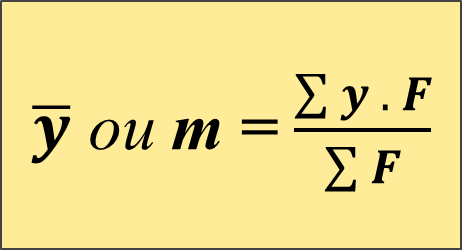 ȳ ou m = ∑ y . F / ∑ F